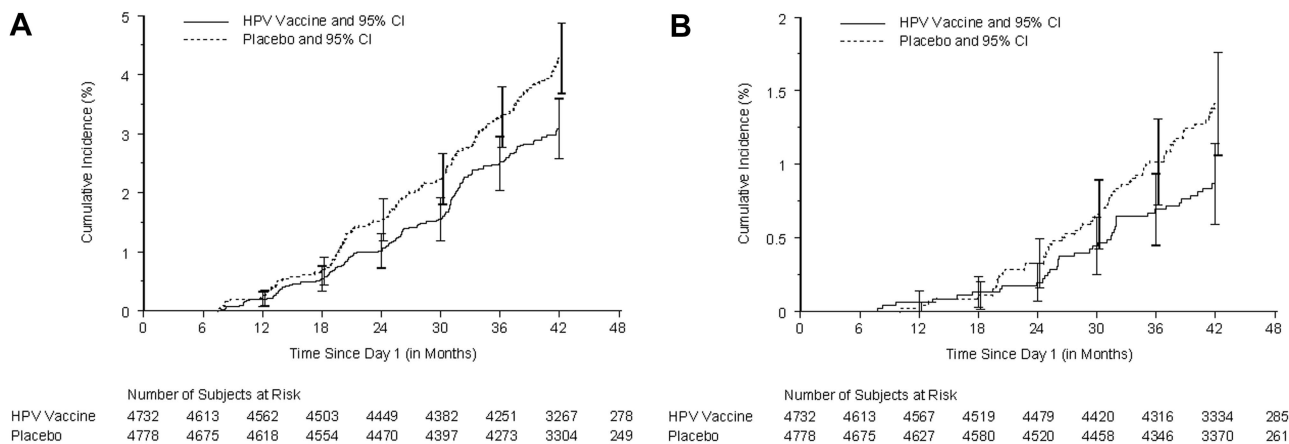 A
HPV Vaccine and 95% CI
Placebo and 95% CI
Cumulative Incidence (%)
5
4
3
2
1
0
0 6 12 18 24 30 36 42 48
Time Since Day 1 (in Months)
Number of Subjects at Risk
HPV Vaccine 4732 4613 4562 4503 4449 4382 4251 3267 278
Placebo 4778 4675 4618 4554 4470 4397 4273 3304 249
B
HPV Vaccine and 95% CI
Placebo and 95% CI
Cumulative Incidence (%)
2
1.5
1
0.5
0
0 6 12 18 24 30 36 42 48
Time Since Day 1 (in Months)
Number of Subjects at Risk
HPV Vaccine 4732 4613 4567 4519 4479 4420 4316 3334 285
Placebo 4778 4675 4627 4580 4520 4458 4346 3370 261